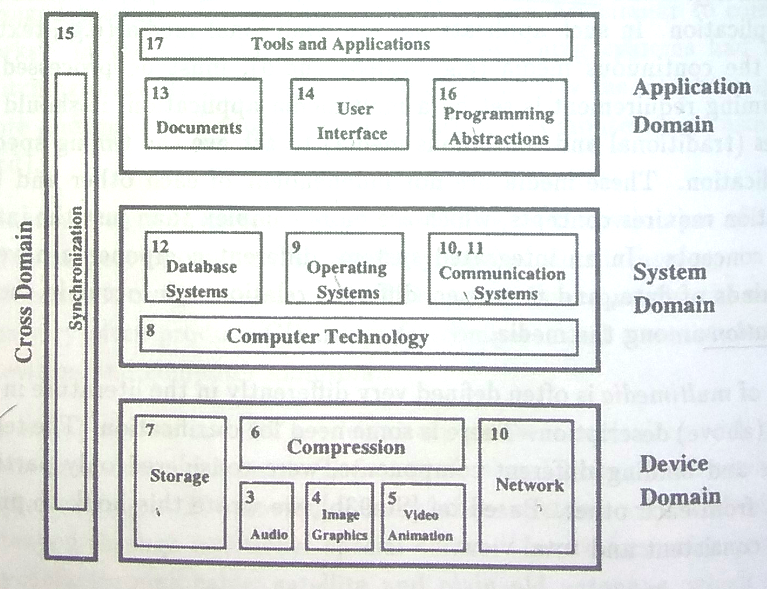 15
Cross Domain
Synchronization
17
Tools and Applications
13
Documents
14
User
Interface
16
Programming
Abstractions
Application
Domain
12
Database
Systems
9
Operating
Systems
10, 11
Communication
Systems
8
Computer Technology
System
Domain
7
Storage
6
Compression
3
Audio
4
Image
Graphics
5
Video
Animation
10
Network
Device
Domain